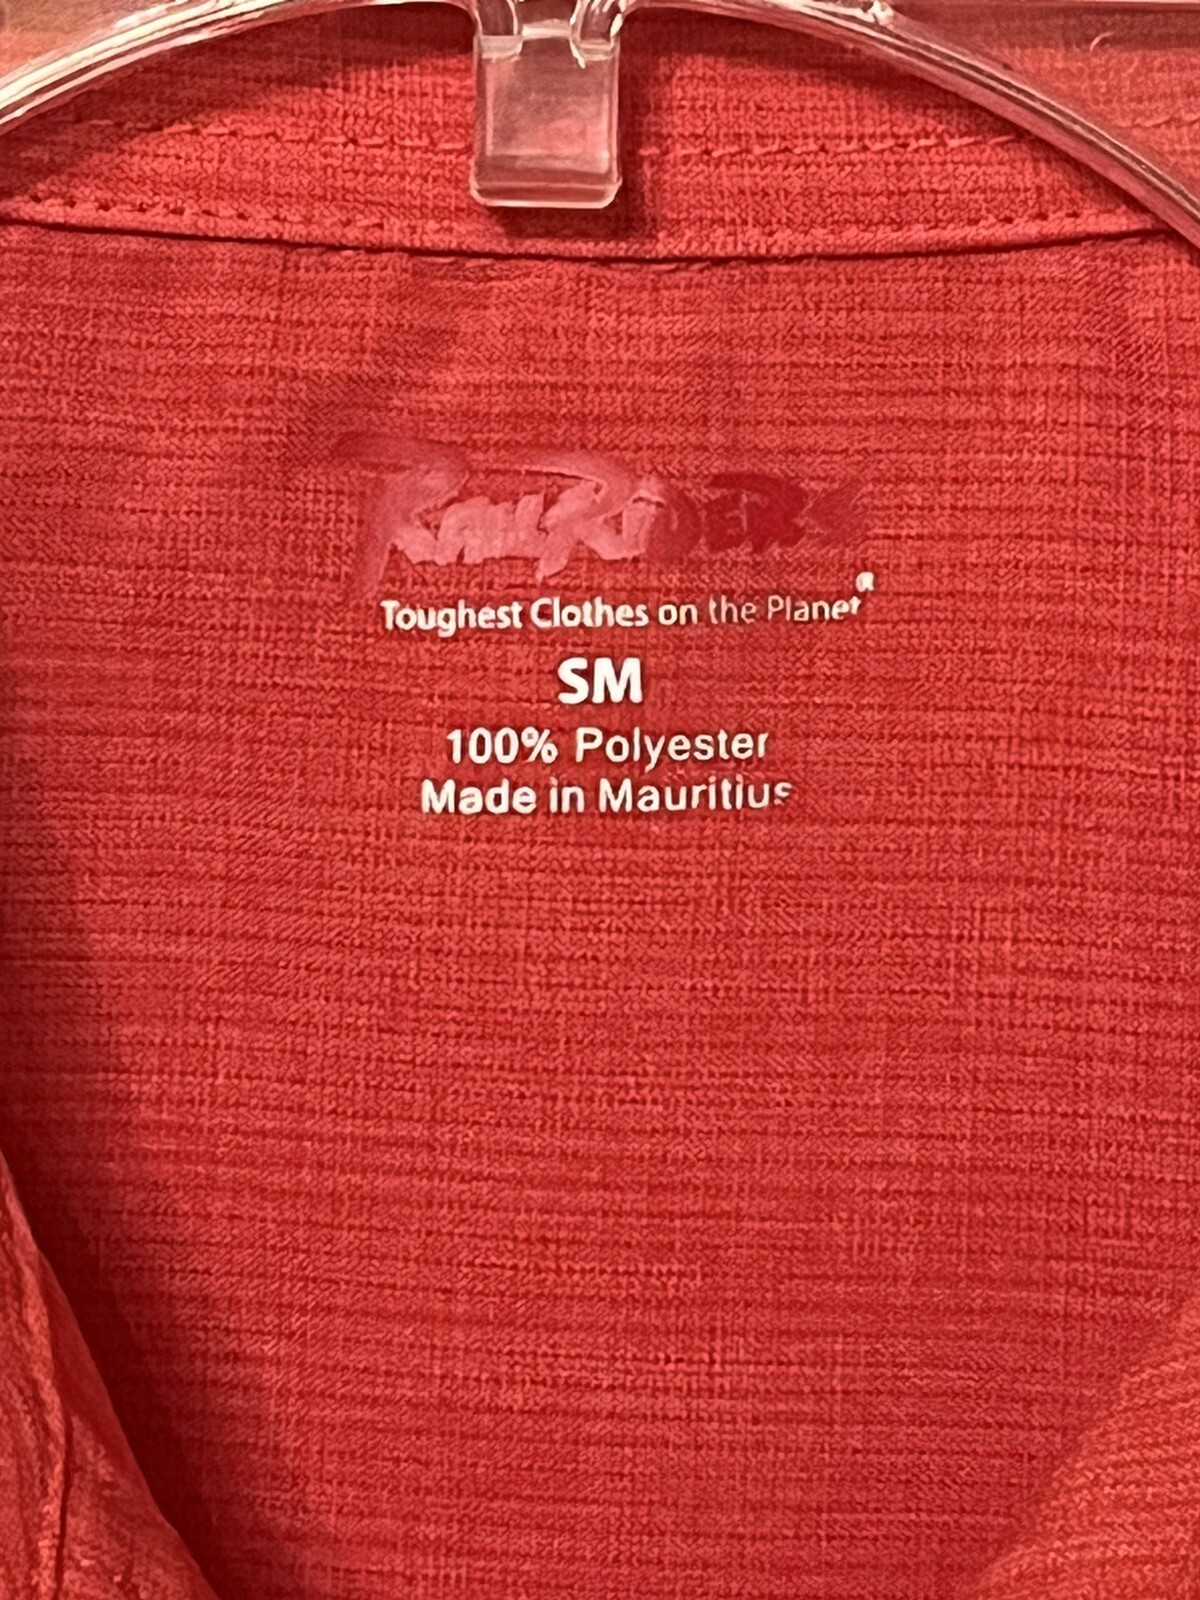 RailRiders
Toughest Clothes on the Planet®
SM
100% Polyester
Made in Mauritius